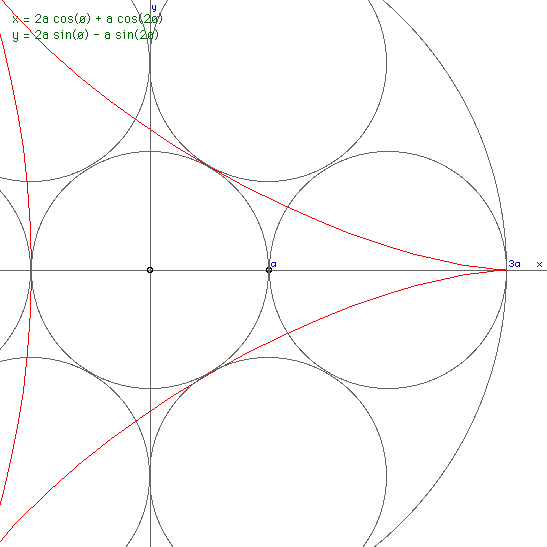 y
x = 2a cos(ø) + a cos(2ø)
y = 2a sin(ø) − a sin(2ø)
a
3a
x